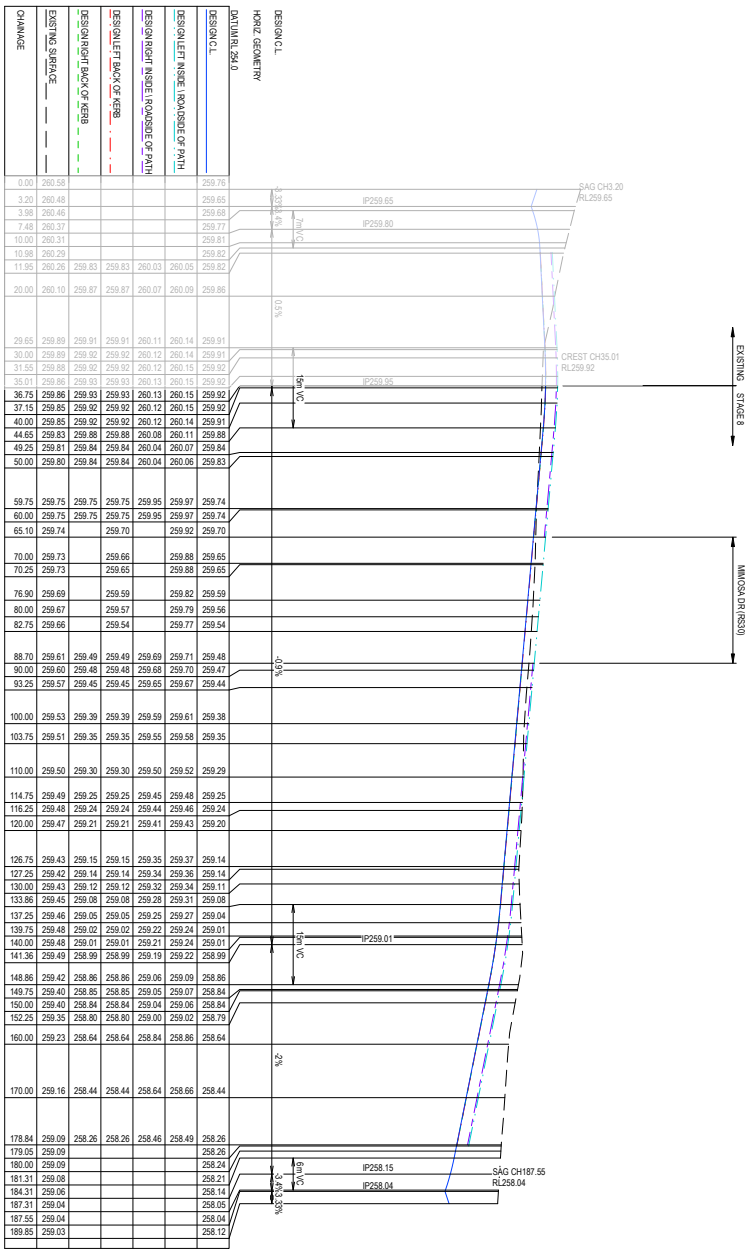 DESIGN C.L.
HORIZ. GEOMETRY
DATUM RL 254.0
DESIGN C.L.
DESIGN LEFT INSIDE \ ROADSIDE OF PATH
DESIGN RIGHT INSIDE \ ROADSIDE OF PATH
DESIGN LEFT BACK OF KERB
DESIGN RIGHT BACK OF KERB
EXISTING SURFACE
CHAINAGE
0.00 260.58 259.76
3.20 260.48 259.65
3.98 260.46 259.68
7.48 260.37 259.77
10.00 260.31 259.81
10.98 260.29 259.82
11.95 260.26 259.83 259.83 260.03 260.05 259.82
20.00 260.10 259.87 259.87 260.07 260.09 259.86
29.65 259.89 259.91 259.91 260.11 260.14 259.91
30.00 259.89 259.92 259.92 260.12 260.14 259.91
31.55 259.88 259.92 259.92 260.12 260.15 259.92
35.01 259.86 259.93 259.93 260.13 260.15 259.92
36.75 259.86 259.93 259.93 260.13 260.15 259.92
37.15 259.85 259.92 259.92 260.12 260.15 259.92
40.00 259.85 259.92 259.92 260.12 260.14 259.91
44.65 259.83 259.88 259.88 260.08 260.11 259.88
49.25 259.81 259.84 259.84 260.04 260.07 259.84
50.00 259.80 259.84 259.84 260.04 260.06 259.83
59.75 259.75 259.75 259.75 259.95 259.97 259.74
60.00 259.75 259.75 259.75 259.95 259.97 259.74
65.10 259.74 259.70 259.92 259.70
70.00 259.73 259.66 259.88 259.65
70.25 259.73 259.65 259.88 259.65
76.90 259.69 259.59 259.82 259.59
80.00 259.67 259.57 259.79 259.56
82.75 259.66 259.54 259.77 259.54
88.70 259.61 259.49 259.49 259.69 259.71 259.48
90.00 259.60 259.48 259.48 259.68 259.70 259.47
93.25 259.57 259.45 259.45 259.65 259.67 259.44
100.00 259.53 259.39 259.39 259.59 259.61 259.38
103.75 259.51 259.35 259.35 259.55 259.58 259.35
110.00 259.50 259.30 259.30 259.50 259.52 259.29
114.75 259.49 259.25 259.25 259.45 259.48 259.25
116.25 259.48 259.24 259.24 259.44 259.46 259.24
120.00 259.47 259.21 259.21 259.41 259.43 259.20
126.75 259.43 259.15 259.15 259.35 259.37 259.14
127.25 259.42 259.14 259.14 259.34 259.36 259.14
130.00 259.43 259.12 259.12 259.32 259.34 259.11
133.86 259.45 259.08 259.08 259.28 259.31 259.08
137.25 259.46 259.05 259.05 259.25 259.27 259.04
139.75 259.48 259.02 259.02 259.22 259.24 259.01
140.00 259.48 259.01 259.01 259.21 259.24 259.01
141.36 259.49 258.99 258.99 259.19 259.22 258.99
148.86 259.42 258.86 258.86 259.06 259.09 258.86
149.75 259.40 258.85 258.85 259.05 259.07 258.84
150.00 259.40 258.84 258.84 259.04 259.06 258.84
152.25 259.35 258.80 258.80 259.00 259.02 258.79
160.00 259.23 258.64 258.64 258.84 258.86 258.64
170.00 259.16 258.44 258.44 258.64 258.66 258.44
178.84 259.09 258.26 258.26 258.46 258.49 258.26
179.05 259.09 258.26
180.00 259.09 258.24
181.31 259.08 258.21
184.31 259.06 258.14
187.31 259.04 258.05
187.55 259.04 258.04
189.85 259.03 258.12
7m VC
0.5%
15m VC
-0.9%
15m VC
-2%
6m VC
-3.33%
IP259.65
IP259.80
IP259.95
IP259.01
IP258.15
IP258.04
SAG CH3.20
RL259.65
CREST CH35.01
RL259.92
SAG CH187.55
RL258.04
EXISTING
STAGE 8
MIMOSA DR (RS30)